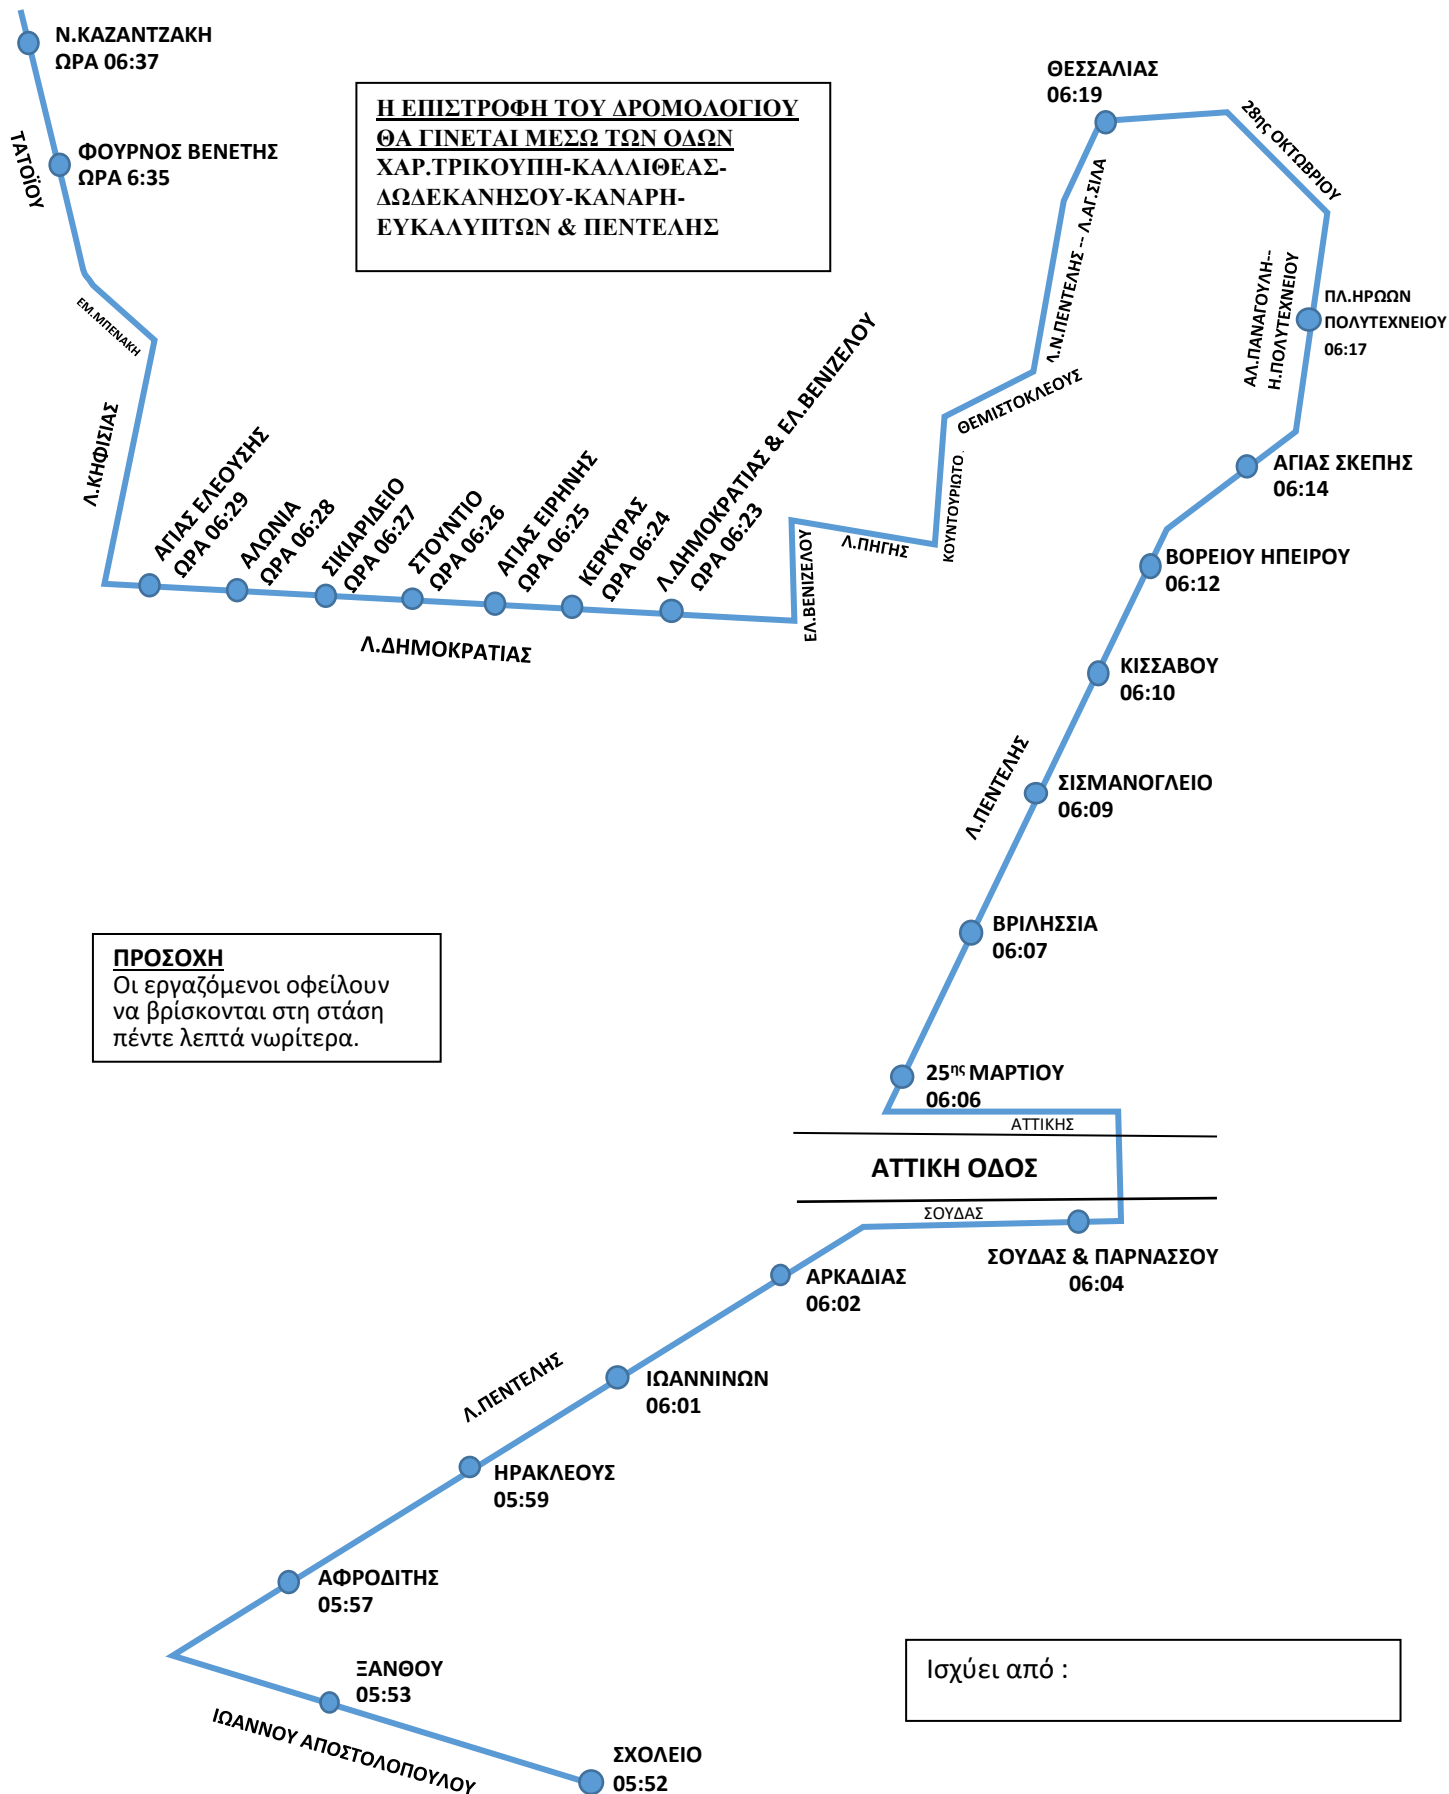 Ν.ΚΑΖΑΝΤΖΑΚΗ
ΩΡΑ 06:37
ΤΑΤΟΪΟΥ
ΦΟΥΡΝΟΣ ΒΕΝΕΤΗΣ
ΩΡΑ 6:35
Η ΕΠΙΣΤΡΟΦΗ ΤΟΥ ΔΡΟΜΟΛΟΓΙΟΥ
ΘΑ ΓΙΝΕΤΑΙ ΜΕΣΩ ΤΩΝ ΟΔΩΝ
ΧΑΡ.ΤΡΙΚΟΥΠΗ-ΚΑΛΛΙΘΕΑΣ-
ΔΩΔΕΚΑΝΗΣΟΥ-ΚΑΝΑΡΗ-
ΕΥΚΑΛΥΠΤΩΝ & ΠΕΝΤΕΛΗΣ
ΘΕΣΣΑΛΙΑΣ
06:19
28ης ΟΚΤΩΒΡΙΟΥ
Λ.Ν.ΠΕΝΤΕΛΗΣ -- Λ.ΑΓ.ΣΙΛΑ
ΑΛ.ΠΑΝΑΓΟΥΛΗ--
Η.ΠΟΛΥΤΕΧΝΕΙΟΥ
ΠΛ.ΗΡΩΩΝ
ΠΟΛΥΤΕΧΝΕΙΟΥ
06:17
ΕΜ.ΜΠΕΝΑΚΗ
Λ.ΚΗΦΙΣΙΑΣ
ΑΓΙΑΣ ΕΛΕΟΥΣΗΣ
ΩΡΑ 06:29
ΑΛΩΝΙΑ
ΩΡΑ 06:28
ΣΙΚΙΑΡΙΔΕΙΟ
ΩΡΑ 06:27
ΣΤΟΥΝΤΙΟ
ΩΡΑ 06:26
ΑΓΙΑΣ ΕΙΡΗΝΗΣ
ΩΡΑ 06:25
ΚΕΡΚΥΡΑΣ
ΩΡΑ 06:24
Λ.ΔΗΜΟΚΡΑΤΙΑΣ & ΕΛ.ΒΕΝΙΖΕΛΟΥ
ΩΡΑ 06:23
Λ.ΔΗΜΟΚΡΑΤΙΑΣ
ΕΛ.ΒΕΝΙΖΕΛΟΥ
Λ.ΠΗΓΗΣ
ΚΟΥΝΤΟΥΡΙΩΤΟ.
ΘΕΜΙΣΤΟΚΛΕΟΥΣ
ΑΓΙΑΣ ΣΚΕΠΗΣ
06:14
ΒΟΡΕΙΟΥ ΗΠΕΙΡΟΥ
06:12
ΚΙΣΣΑΒΟΥ
06:10
Λ.ΠΕΝΤΕΛΗΣ
ΣΙΣΜΑΝΟΓΛΕΙΟ
06:09
ΒΡΙΛΗΣΣΙΑ
06:07
ΠΡΟΣΟΧΗ
Οι εργαζόμενοι οφείλουν
να βρίσκονται στη στάση
πέντε λεπτά νωρίτερα.
25ης ΜΑΡΤΙΟΥ
06:06
ΑΤΤΙΚΗΣ
ΑΤΤΙΚΗ ΟΔΟΣ
ΣΟΥΔΑΣ
ΣΟΥΔΑΣ & ΠΑΡΝΑΣΣΟΥ
06:04
ΑΡΚΑΔΙΑΣ
06:02
Λ.ΠΕΝΤΕΛΗΣ
ΙΩΑΝΝΙΝΩΝ
06:01
ΗΡΑΚΛΕΟΥΣ
05:59
ΑΦΡΟΔΙΤΗΣ
05:57
ΞΑΝΘΟΥ
05:53
ΙΩΑΝΝΟΥ ΑΠΟΣΤΟΛΟΠΟΥΛΟΥ
ΣΧΟΛΕΙΟ
05:52
Ισχύει από :